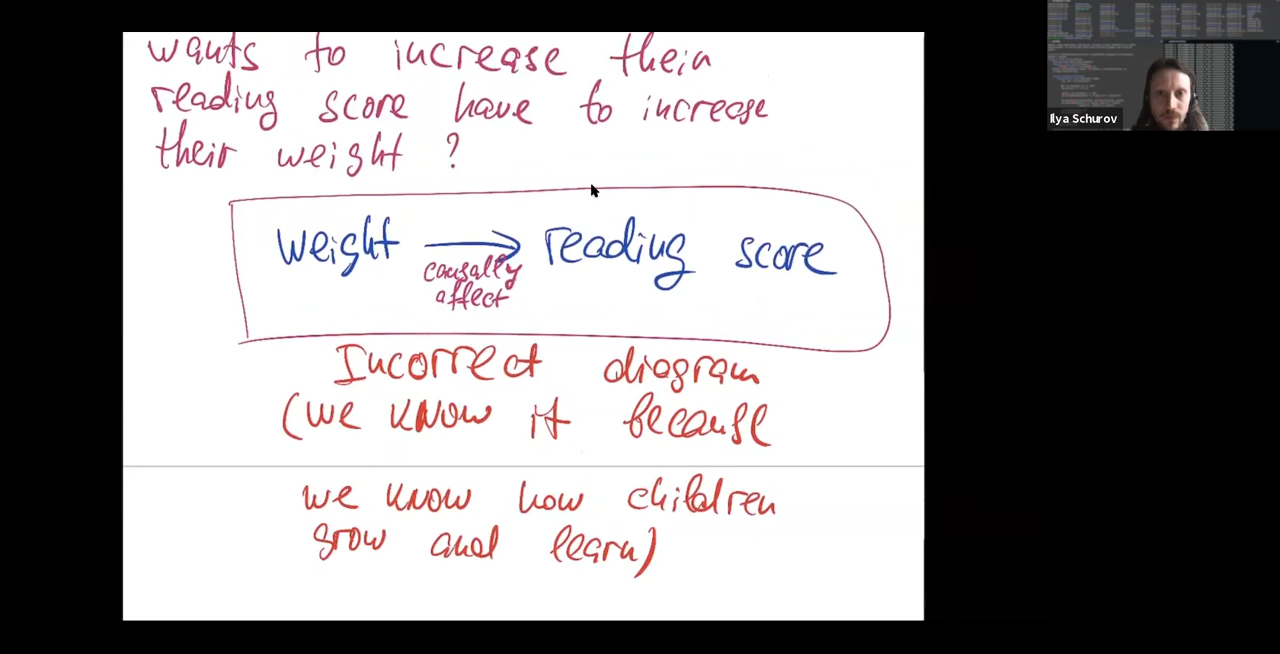 wants to increase their
reading score have to increase
their weight ?
weight → reading score
causally
affect
Incorrect diagram
(we know it because
we know how children
grow and learn)
Ilya Schurov